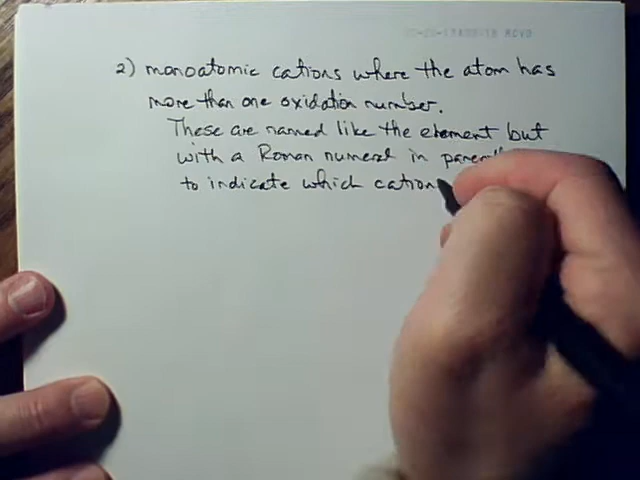 2) monoatomic cations where the atom has
more than one oxidation number.
These are named like the element but
with a Roman numeral in
to indicate which cation